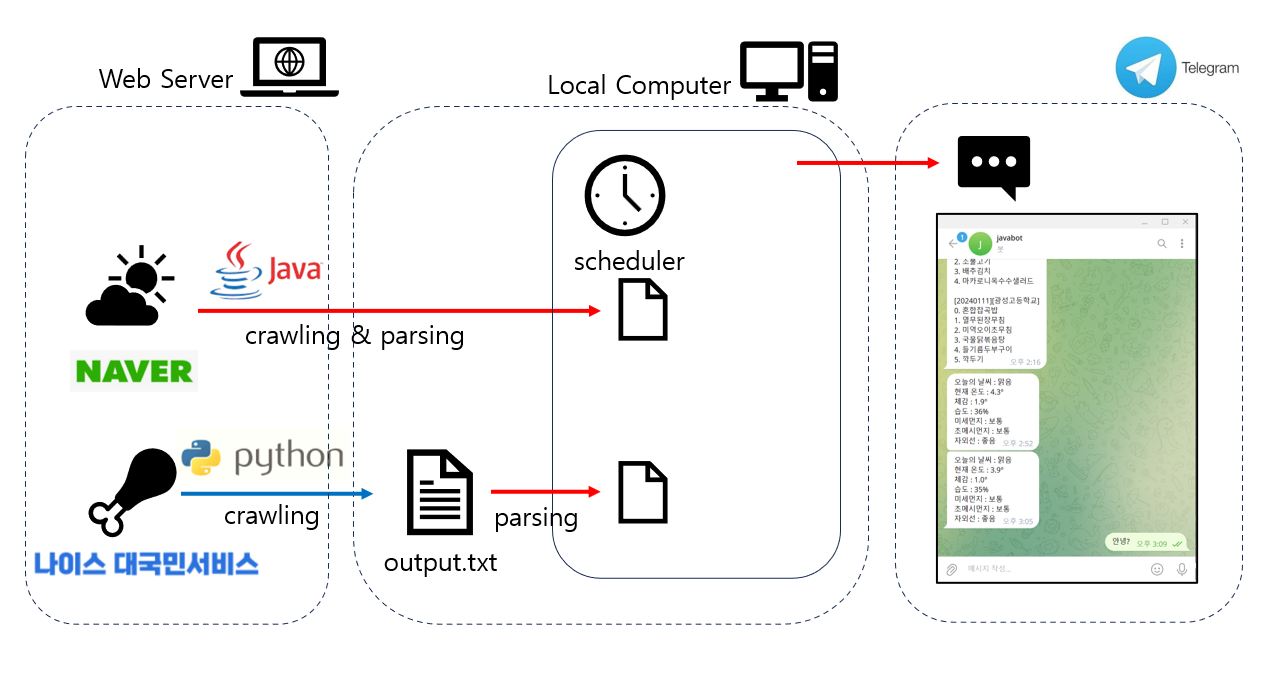 Web Server
Local Computer
Telegram
scheduler
Java
crawling & parsing
NAVER
python
crawling
나이스 대국민서비스
output.txt
parsing
1
J
javabot
봇
2. 소불고기
3. 배추김치
4. 마카로니옥수수샐러드
[20240111][광성고등학교]
0. 혼합잡곡밥
1. 열무된장무침
2. 미역오이초무침
3. 국물닭볶음탕
4. 들기름두부구이
5. 깍두기
오후 2:16
오늘의 날씨 : 맑음
현재 온도 : 4.3°
체감 : 1.9°
습도 : 36%
미세먼지 : 보통
초메시먼지 : 보통
자외선 : 좋음
오후 2:52
오늘의 날씨 : 맑음
현재 온도 : 3.9°
체감 : 1.0°
습도 : 35%
미세먼지 : 보통
초메시먼지 : 보통
자외선 : 좋음
오후 3:05
안녕?
오후 3:09
메시지 작성...